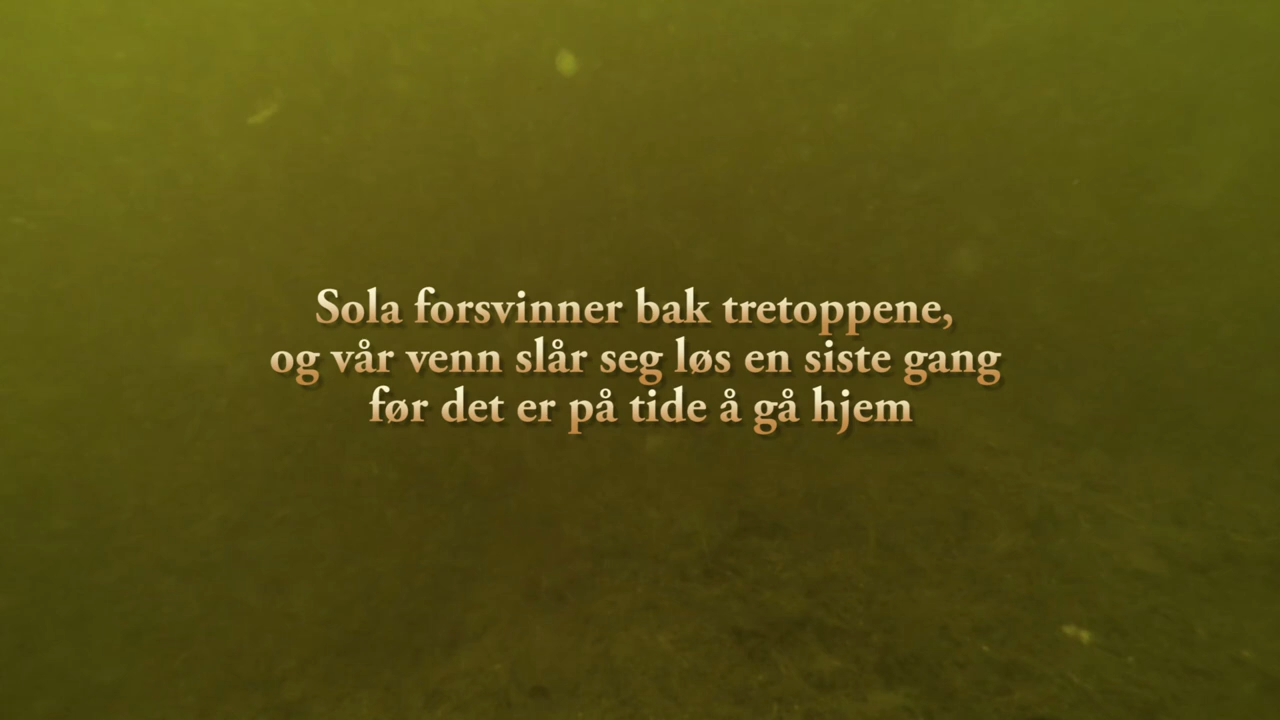 Sola forsvinner bak tretoppene,
og vår venn slår seg løs en siste gang
før det er på tide å gå hjem